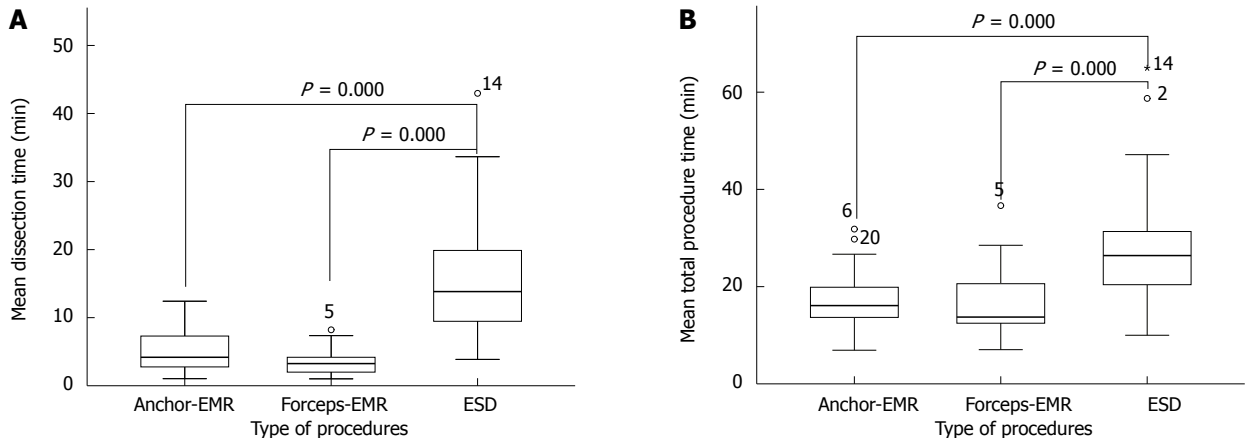 A
Mean dissection time (min)
50
40
30
20
10
0
P = 0.000
P = 0.000
14
5
Anchor-EMR Forceps-EMR ESD
Type of procedures
B
Mean total procedure time (min)
60
40
20
0
P = 0.000
P = 0.000
*14
2
5
6
20
Anchor-EMR Forceps-EMR ESD
Type of procedures